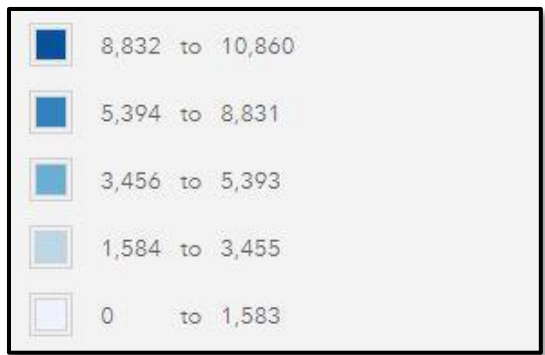 8,832 to 10,860
5,394 to 8,831
3,456 to 5,393
1,584 to 3,455
0 to 1,583